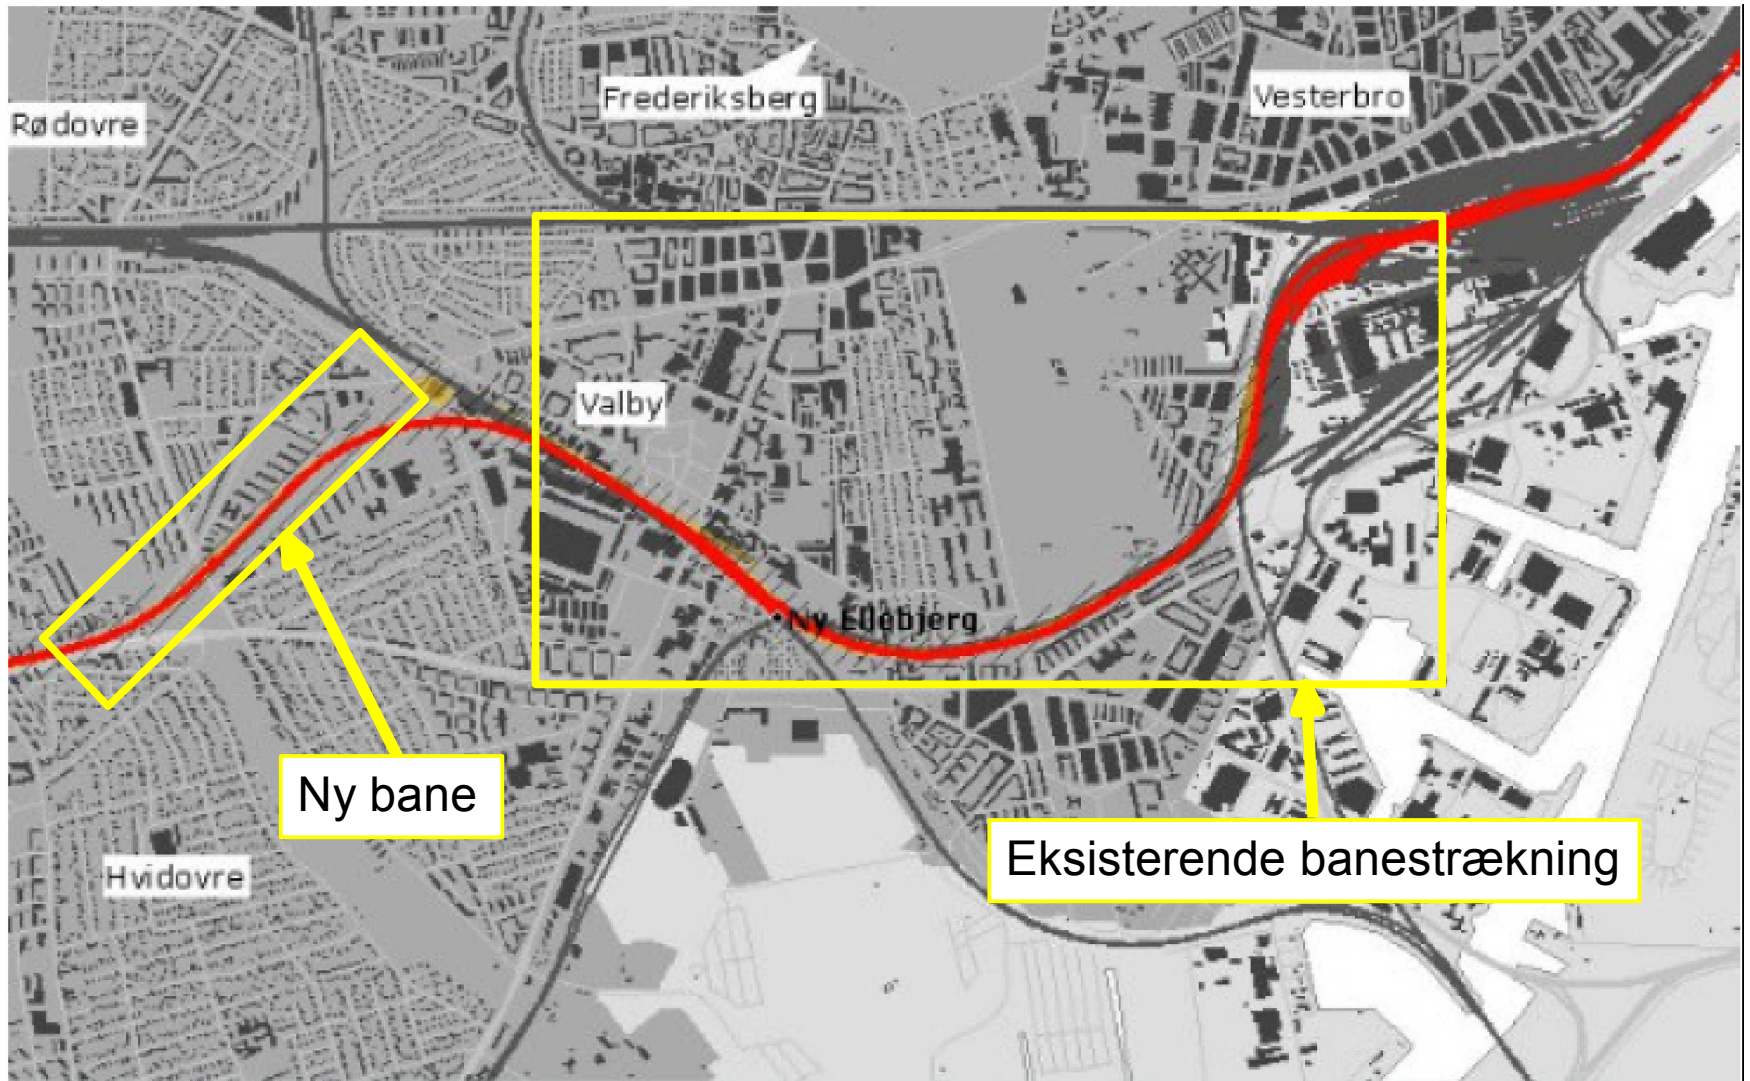 Frederiksberg
Vesterbro
Rødovre
Valby
Ny Ellebjerg
Ny bane
Eksisterende banestrækning
Hvidovre